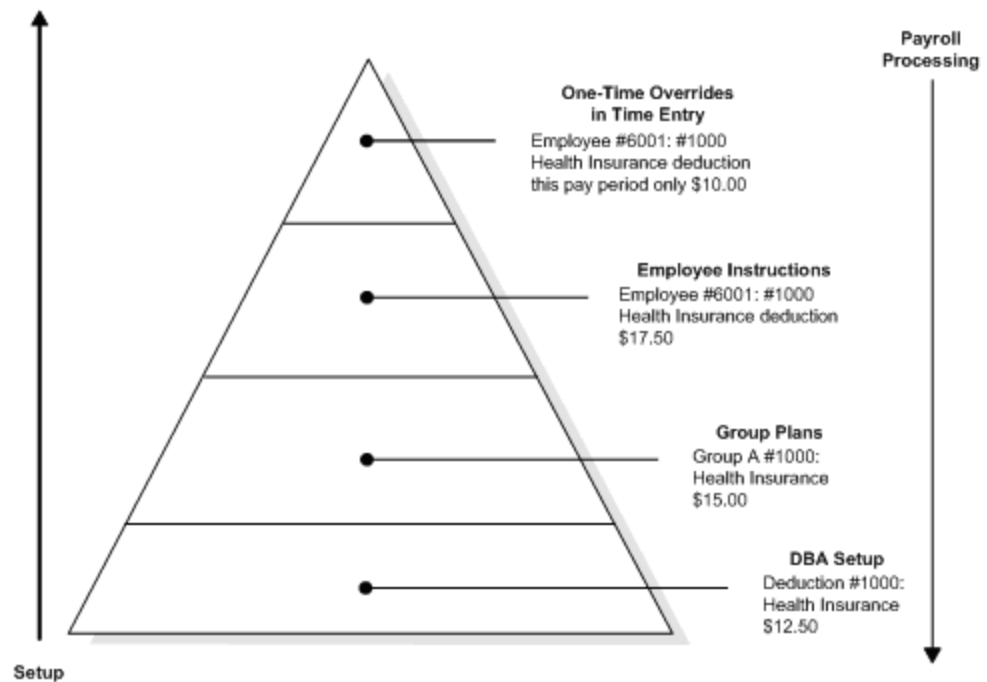 Payroll
Processing
One-Time Overrides
in Time Entry
Employee #6001: #1000
Health Insurance deduction
this pay period only $10.00
Employee Instructions
Employee #6001: #1000
Health Insurance deduction
$17.50
Group Plans
Group A #1000:
Health Insurance
$15.00
DBA Setup
Deduction #1000:
Health Insurance
$12.50
Setup